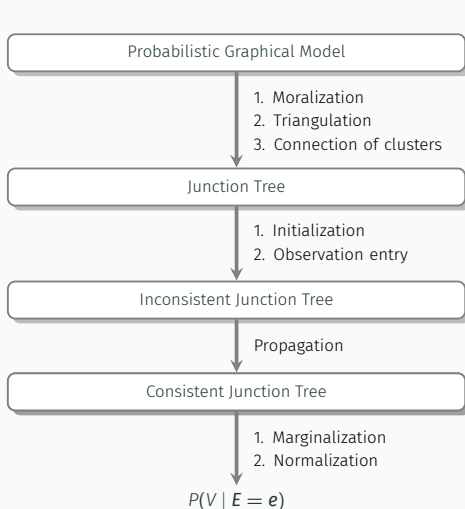 Probabilistic Graphical Model
1. Moralization
2. Triangulation
3. Connection of clusters
Junction Tree
1. Initialization
2. Observation entry
Inconsistent Junction Tree
Propagation
Consistent Junction Tree
1. Marginalization
2. Normalization
P(V | E = e)